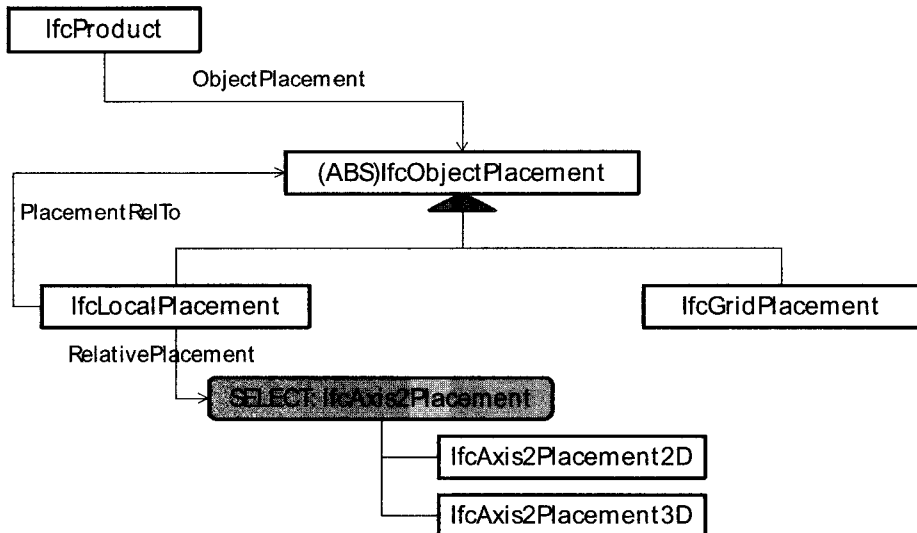 IfcProduct
ObjectPlacement
(ABS)IfcObjectPlacement
PlacementRelTo
IfcLocalPlacement
IfcGridPlacement
RelativePlacement
SELECT: IfcAxis2Placement
IfcAxis2Placement2D
IfcAxis2Placement3D